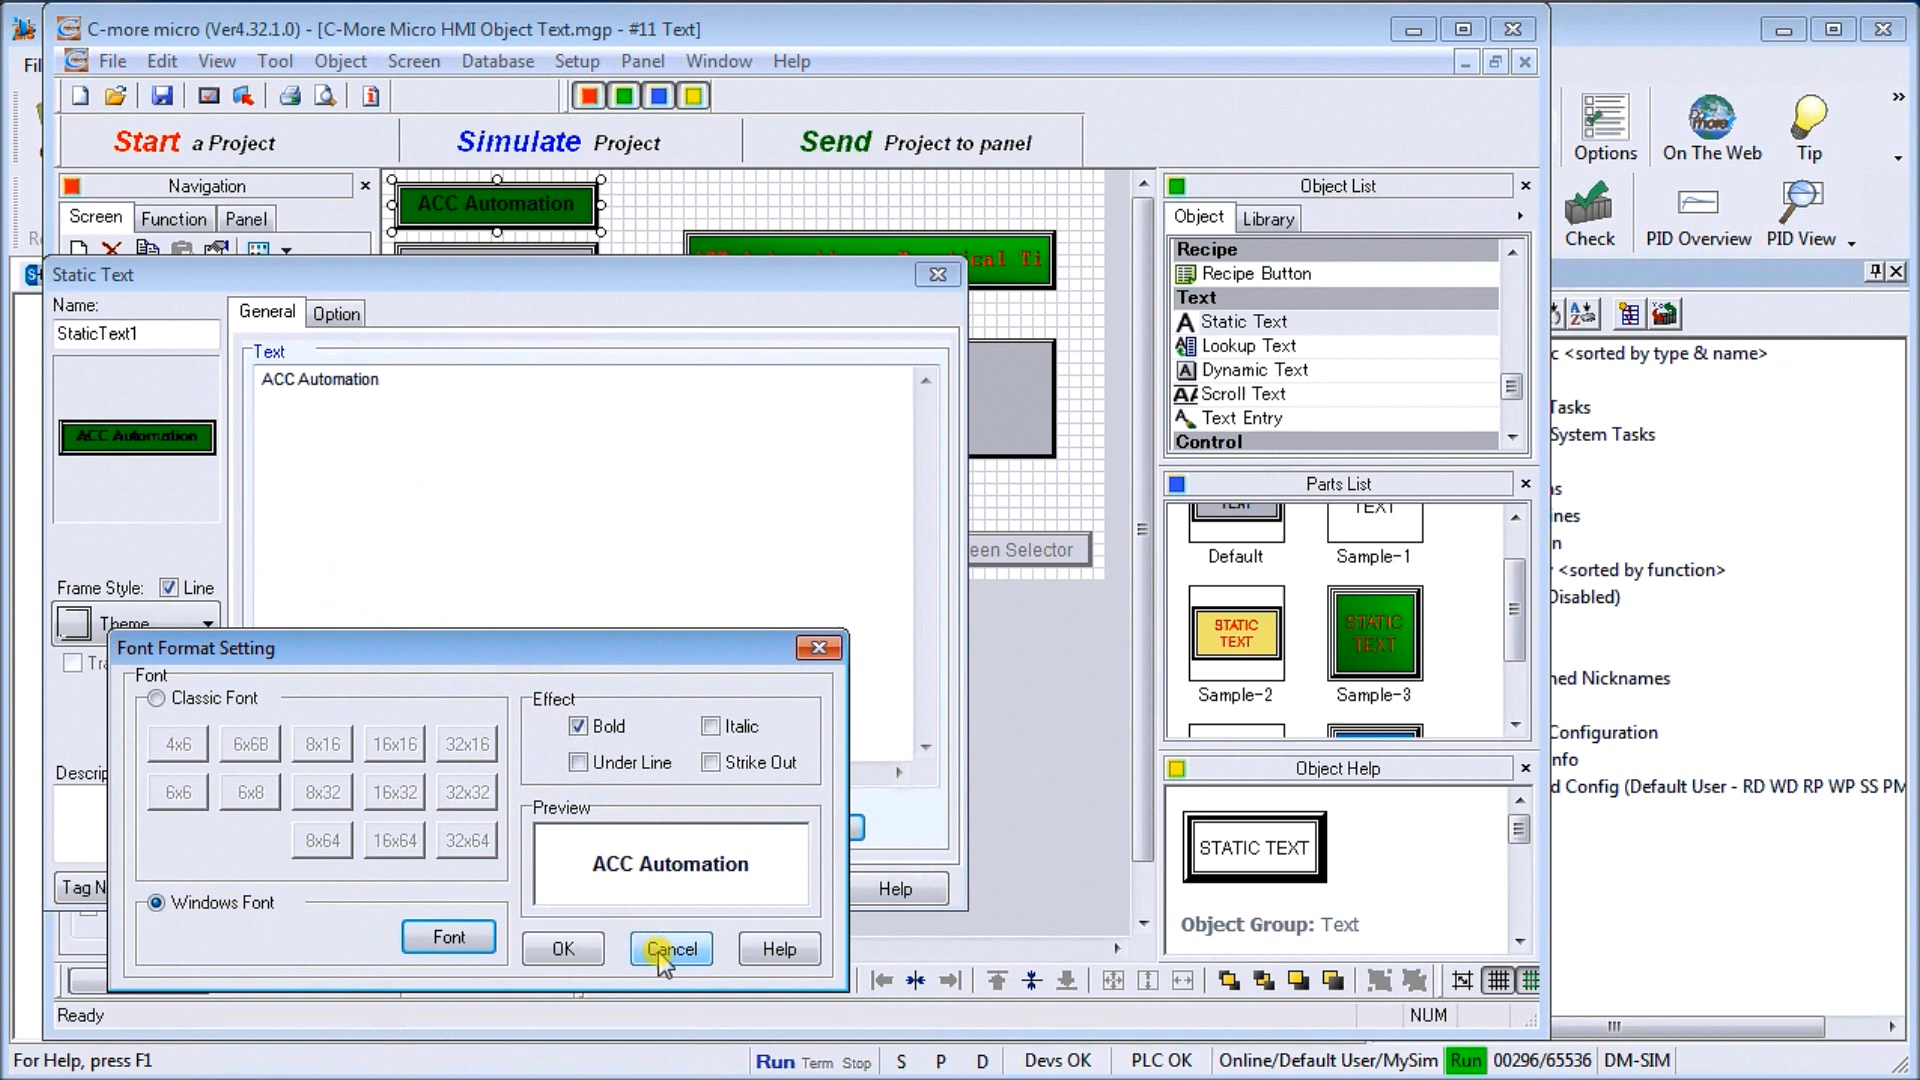 C-more micro (Ver4.32.1.0) - [C-More Micro HMI Object Text.mgp - #11 Text]
File Edit View Tool Object Screen Database Setup Panel Window Help
Start a Project
Simulate Project
Send Project to panel
Options
On The Web
Tip
Check
PID Overview
PID View
Navigation
Screen Function Panel
ACC Automation
Static Text
Name:
StaticText1
ACC Automation
Frame Style: Line
Theme
General Option
Text
ACC Automation
Tag N
Help
een Selector
Font Format Setting
Font
Classic Font
4x6 6x6B 8x16 16x16 32x16
6x6 6x8 8x32 16x32 32x32
8x64 16x64 32x64
Windows Font
Font
Effect
Bold Italic
Under Line Strike Out
Preview
ACC Automation
OK Cancel Help
Object List
Object Library
Recipe
Recipe Button
Text
Static Text
Lookup Text
Dynamic Text
Scroll Text
Text Entry
Control
Parts List
Default
Sample-1
STATIC
TEXT
Sample-2
STATIC
TEXT
Sample-3
Object Help
STATIC TEXT
Object Group: Text
c <sorted by type & name>
Tasks
System Tasks
<sorted by function>
Disabled)
ned Nicknames
Configuration
nfo
d Config (Default User - RD WD RP WP SS PM
Ready
NUM
For Help, press F1
Run Term Stop S P D Devs OK PLC OK Online/Default User/MySim Run 00296/65536 DM-SIM